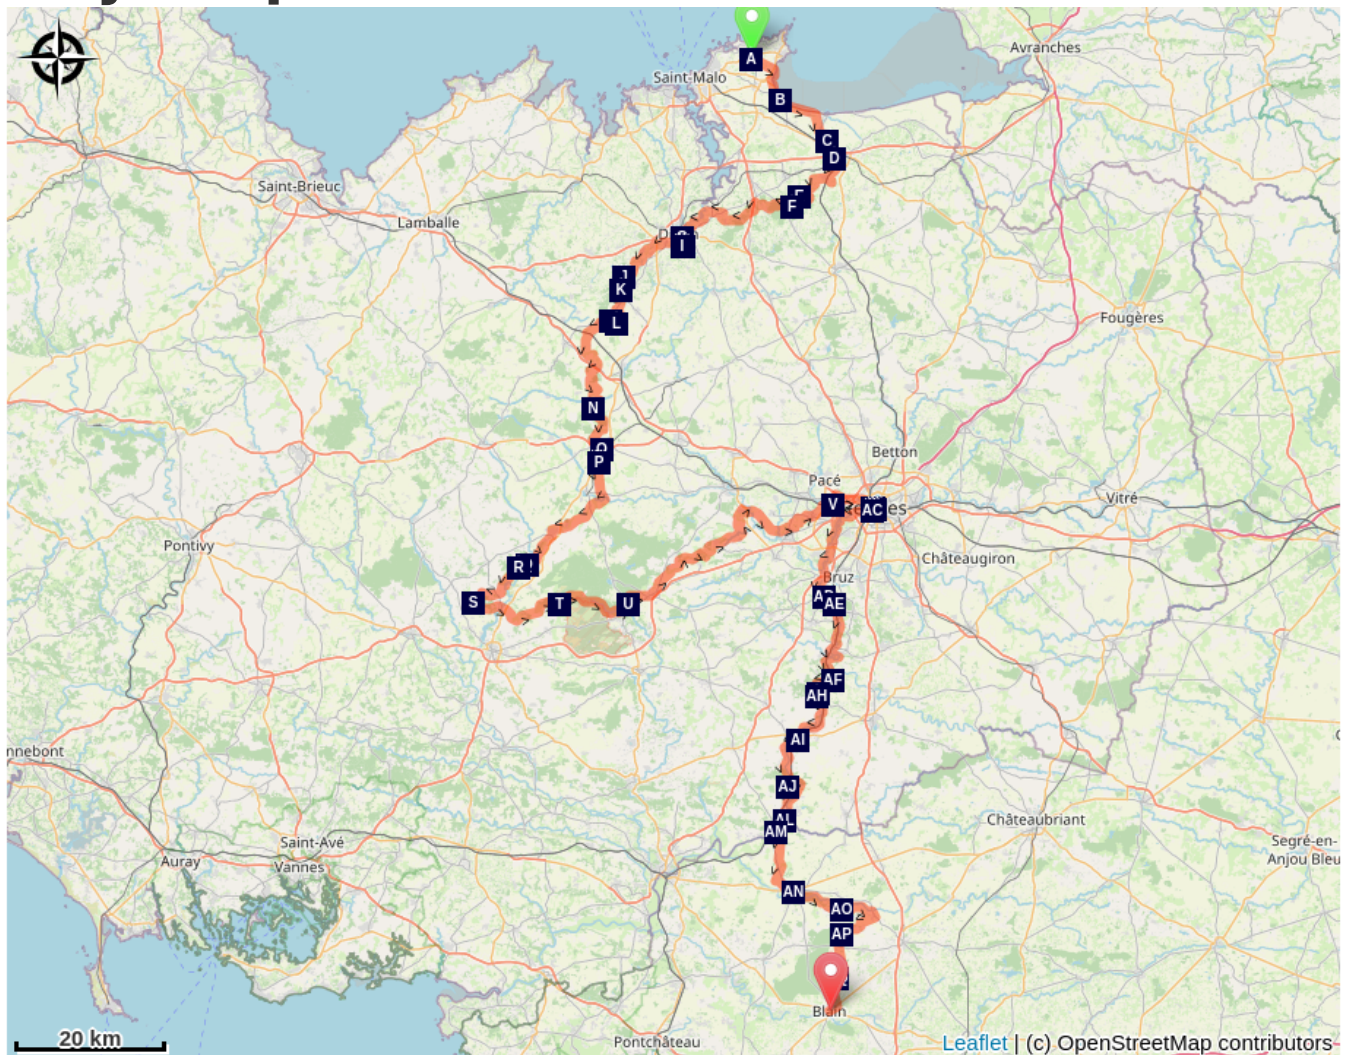 A
Avranches
Saint-Malo
B
C
D
Saint-Brieuc
F
Lamballe
I
J
K
L
Fougères
N
P
Betton
Pacé
V
AC
Vitré
Pontivy
Châteaugiron
R
Bruz
S
T
U
AE
AF
AH
AI
nnebont
AJ
AL
AM
Châteaubriant
Saint-Avé
Auray
Vannes
Segré-en-
Anjou Bleu
AN
AO
AP
Blain
20 km
Pontchâteau
Leaflet | (c) OpenStreetMap contributors